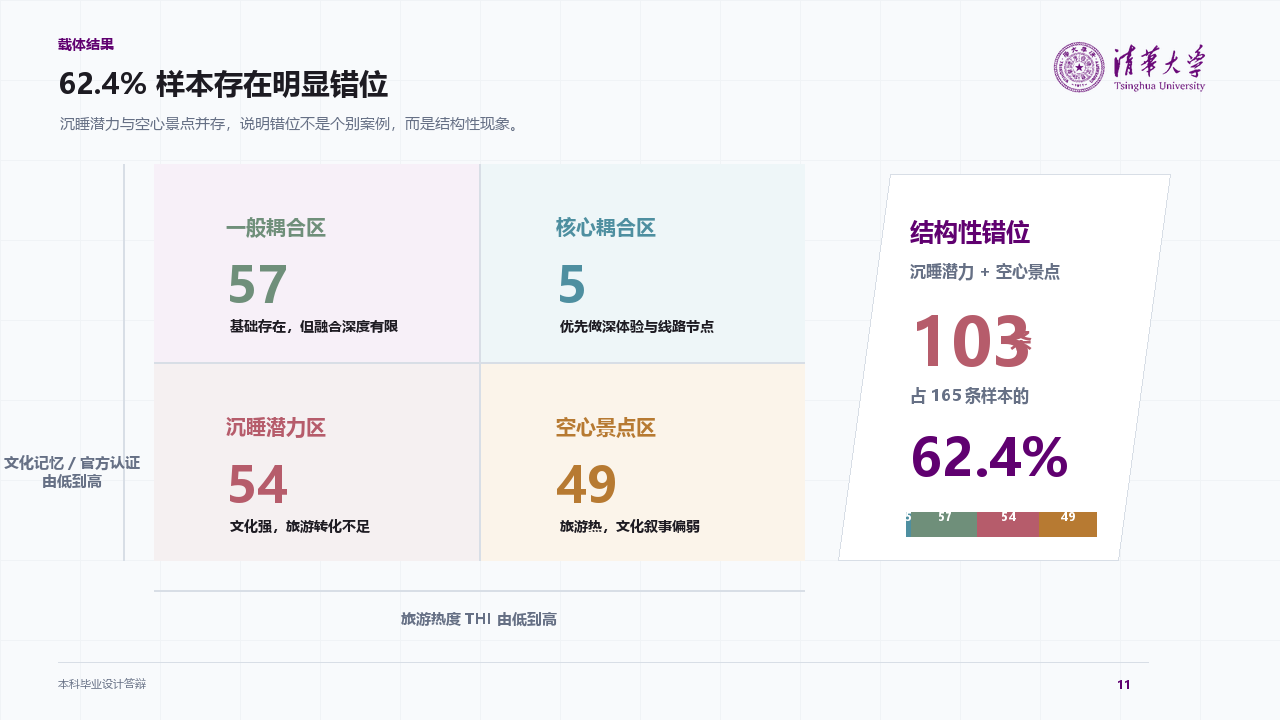 载体结果
62.4% 样本存在明显错位
沉睡潜力与空心景点并存，说明错位不是个别案例，而是结构性现象。
清華大学
Tsinghua University
一般耦合区
57
基础存在，但融合深度有限
核心耦合区
5
优先做深体验与线路节点
沉睡潜力区
54
文化强，旅游转化不足
空心景点区
49
旅游热，文化叙事偏弱
文化记忆 / 官方认证
由低到高
旅游热度 THI 由低到高
结构性错位
沉睡潜力 + 空心景点
103条
占 165 条样本的
62.4%
5 57 54 49
本科毕业设计答辩
11